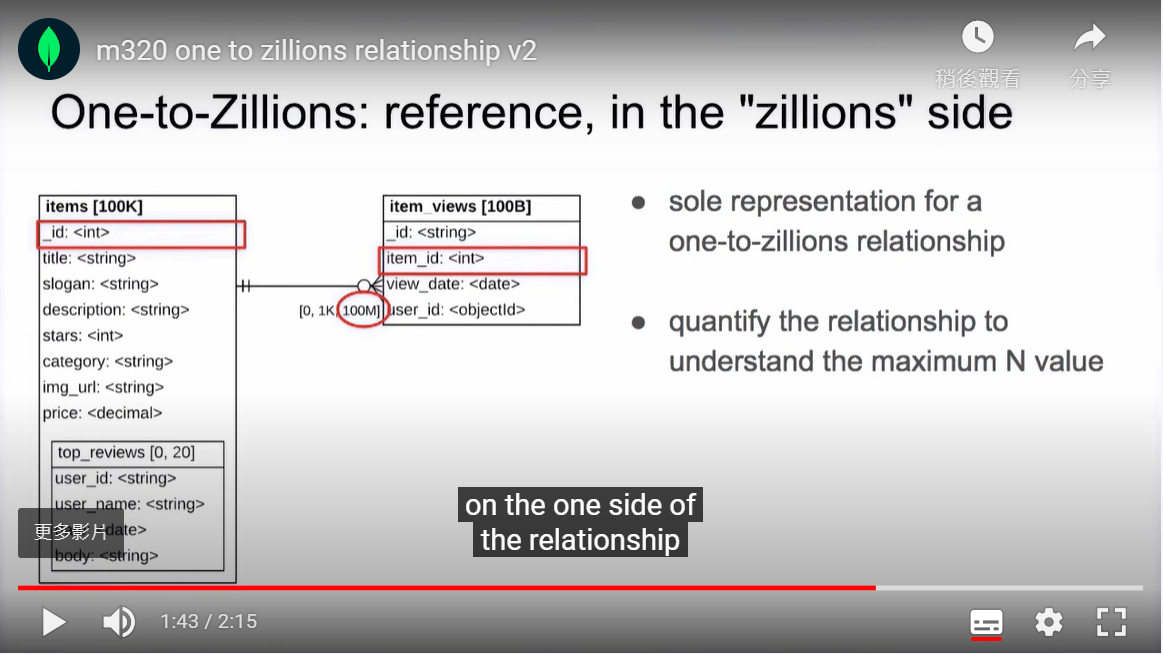 m320 one to zillions relationship v2
稍後觀看
分享
One-to-Zillions: reference, in the "zillions" side
items [100K]
_id: <int>
title: <string>
slogan: <string>
description: <string>
stars: <int>
category: <string>
img_url: <string>
price: <decimal>
top_reviews [0, 20]
user_id: <string>
user_name: <string>
date>
body: <string>
更多影片
[0, 1K, 100M]
item_views [100B]
_id: <string>
item_id: <int>
view_date: <date>
user_id: <objectId>
● sole representation for a
one-to-zillions relationship
● quantify the relationship to
understand the maximum N value
on the one side of
the relationship
1:43 / 2:15